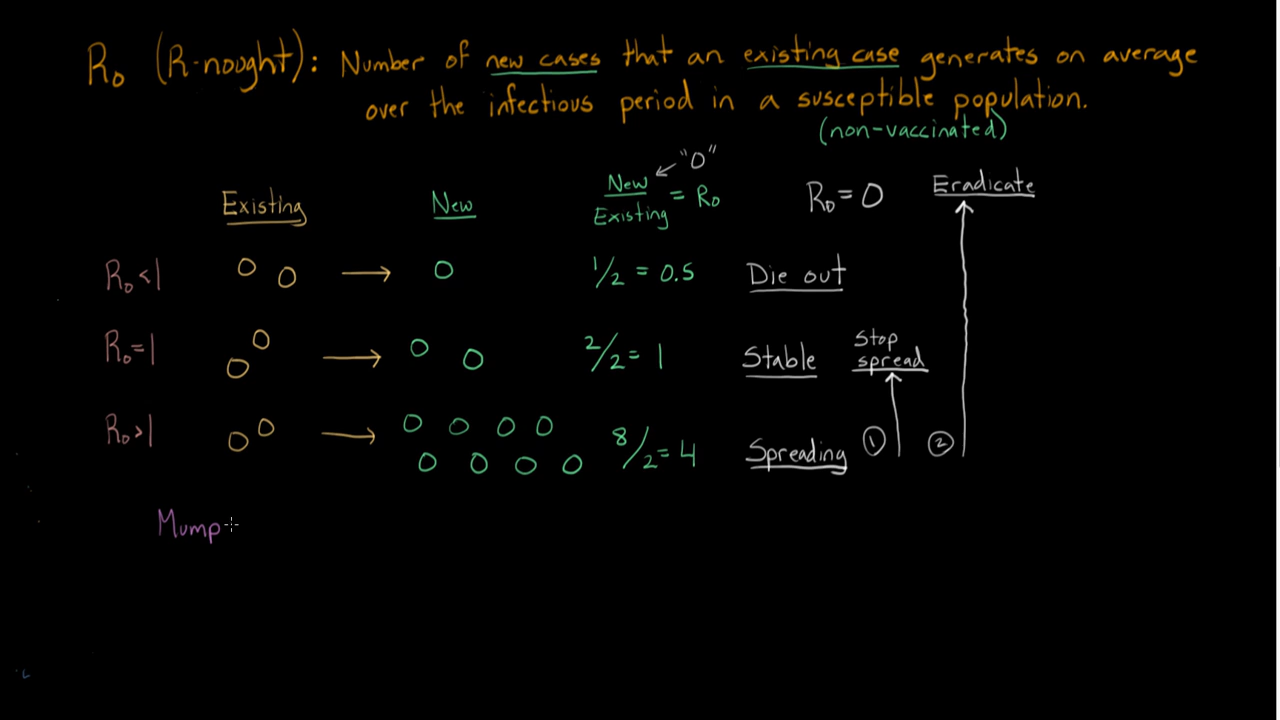 R₀ (R-nought): Number of new cases that an existing case generates on average
over the infectious period in a susceptible population.
(non-vaccinated)
"0"
Existing New New/Existing = R₀ R₀=0 Eradicate
R₀<1 → 1/2 = 0.5 Die out
R₀=1 → 2/2 = 1 Stable Stop spread
R₀>1 → 8/2 = 4 Spreading ① ②
Mump